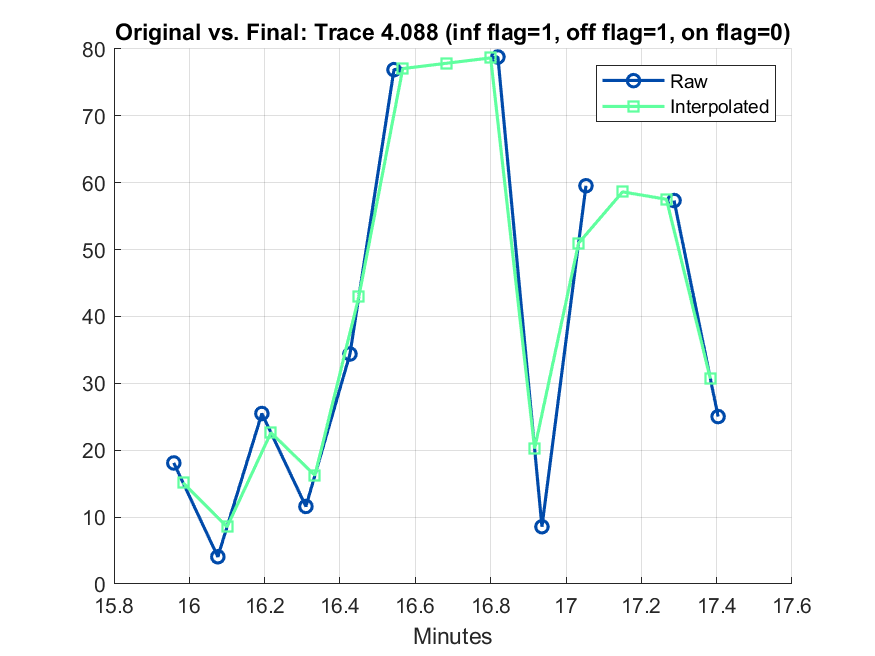 Original vs. Final: Trace 4.088 (inf flag=1, off flag=1, on flag=0)
80
70
60
50
40
30
20
10
0
Raw
Interpolated
15.8 16 16.2 16.4 16.6 16.8 17 17.2 17.4 17.6
Minutes